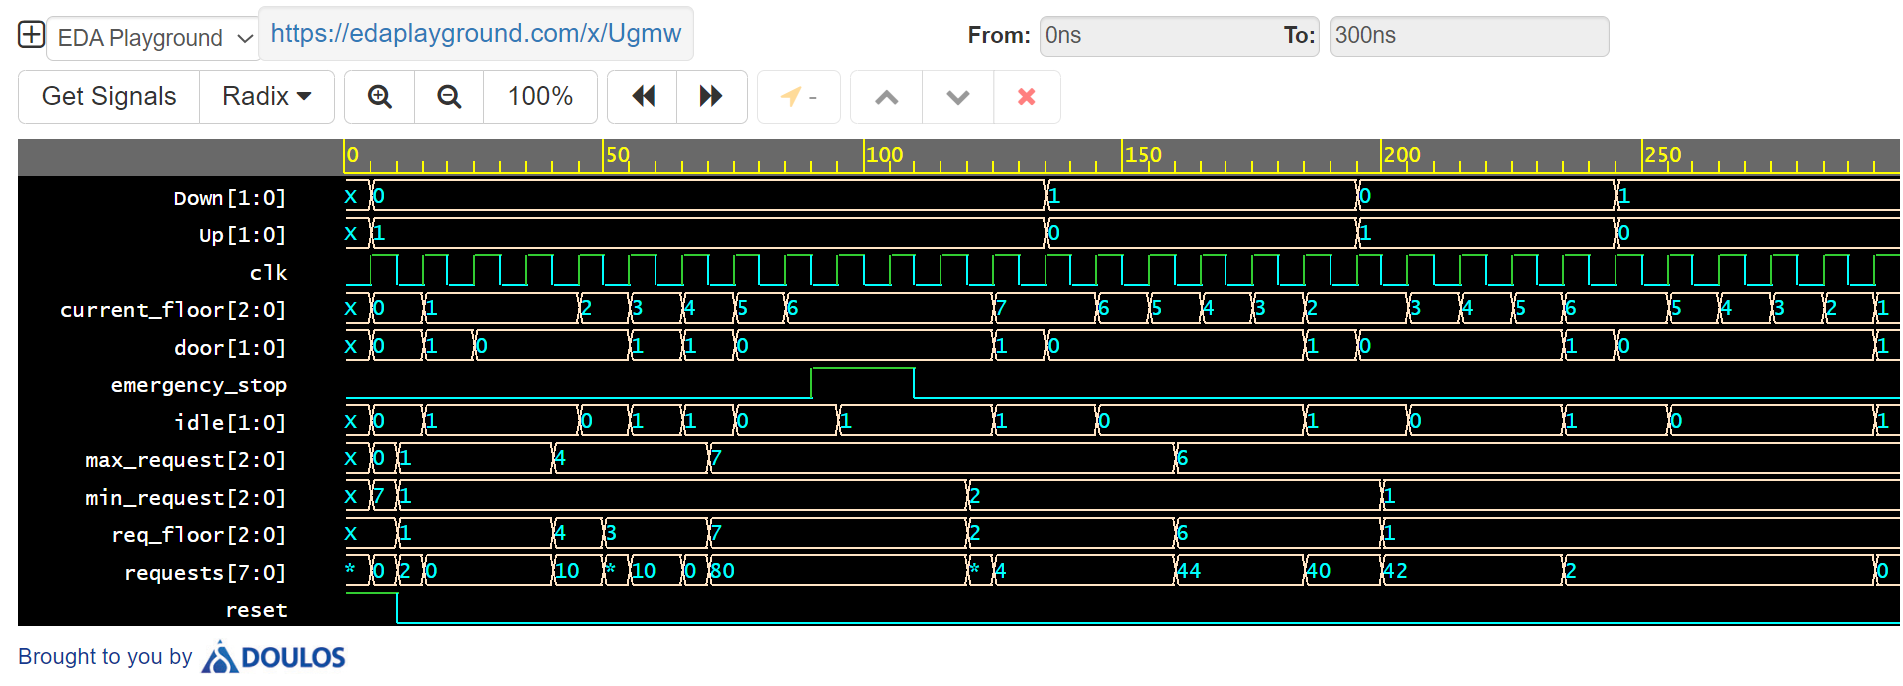 EDA Playground https://edaplayground.com/x/Ugmw From: 0ns To: 300ns
Get Signals Radix 100% -
0 50 100 150 200 250
Down[1:0] x 0 1 0 1
Up[1:0] x 1 0 1 0
clk
current_floor[2:0] x 0 1 2 3 4 5 6 7 6 5 4 3 2 3 4 5 6 5 4 3 2 1
door[1:0] x 0 1 0 1 1 0 1 0 1 0 1 0 1
emergency_stop
idle[1:0] x 0 1 0 1 1 0 1 1 0 1 0 1 0 1
max_request[2:0] x 0 1 4 7 6
min_request[2:0] x 7 1 2 1
req_floor[2:0] x 1 4 3 7 2 6 1
requests[7:0] * 0 2 0 10 * 10 0 80 * 4 44 40 42 2 0
reset
Brought to you by DOULOS